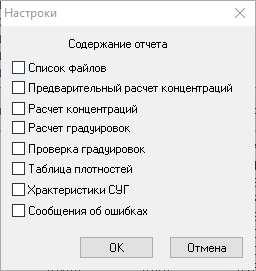 Настроки
Содержание отчета
Список файлов
Предварительный расчет концентраций
Расчет концентраций
Расчет градуировок
Проверка градуировок
Таблица плотностей
Храктеристики СУГ
Сообщения об ошибках
OK
Отмена